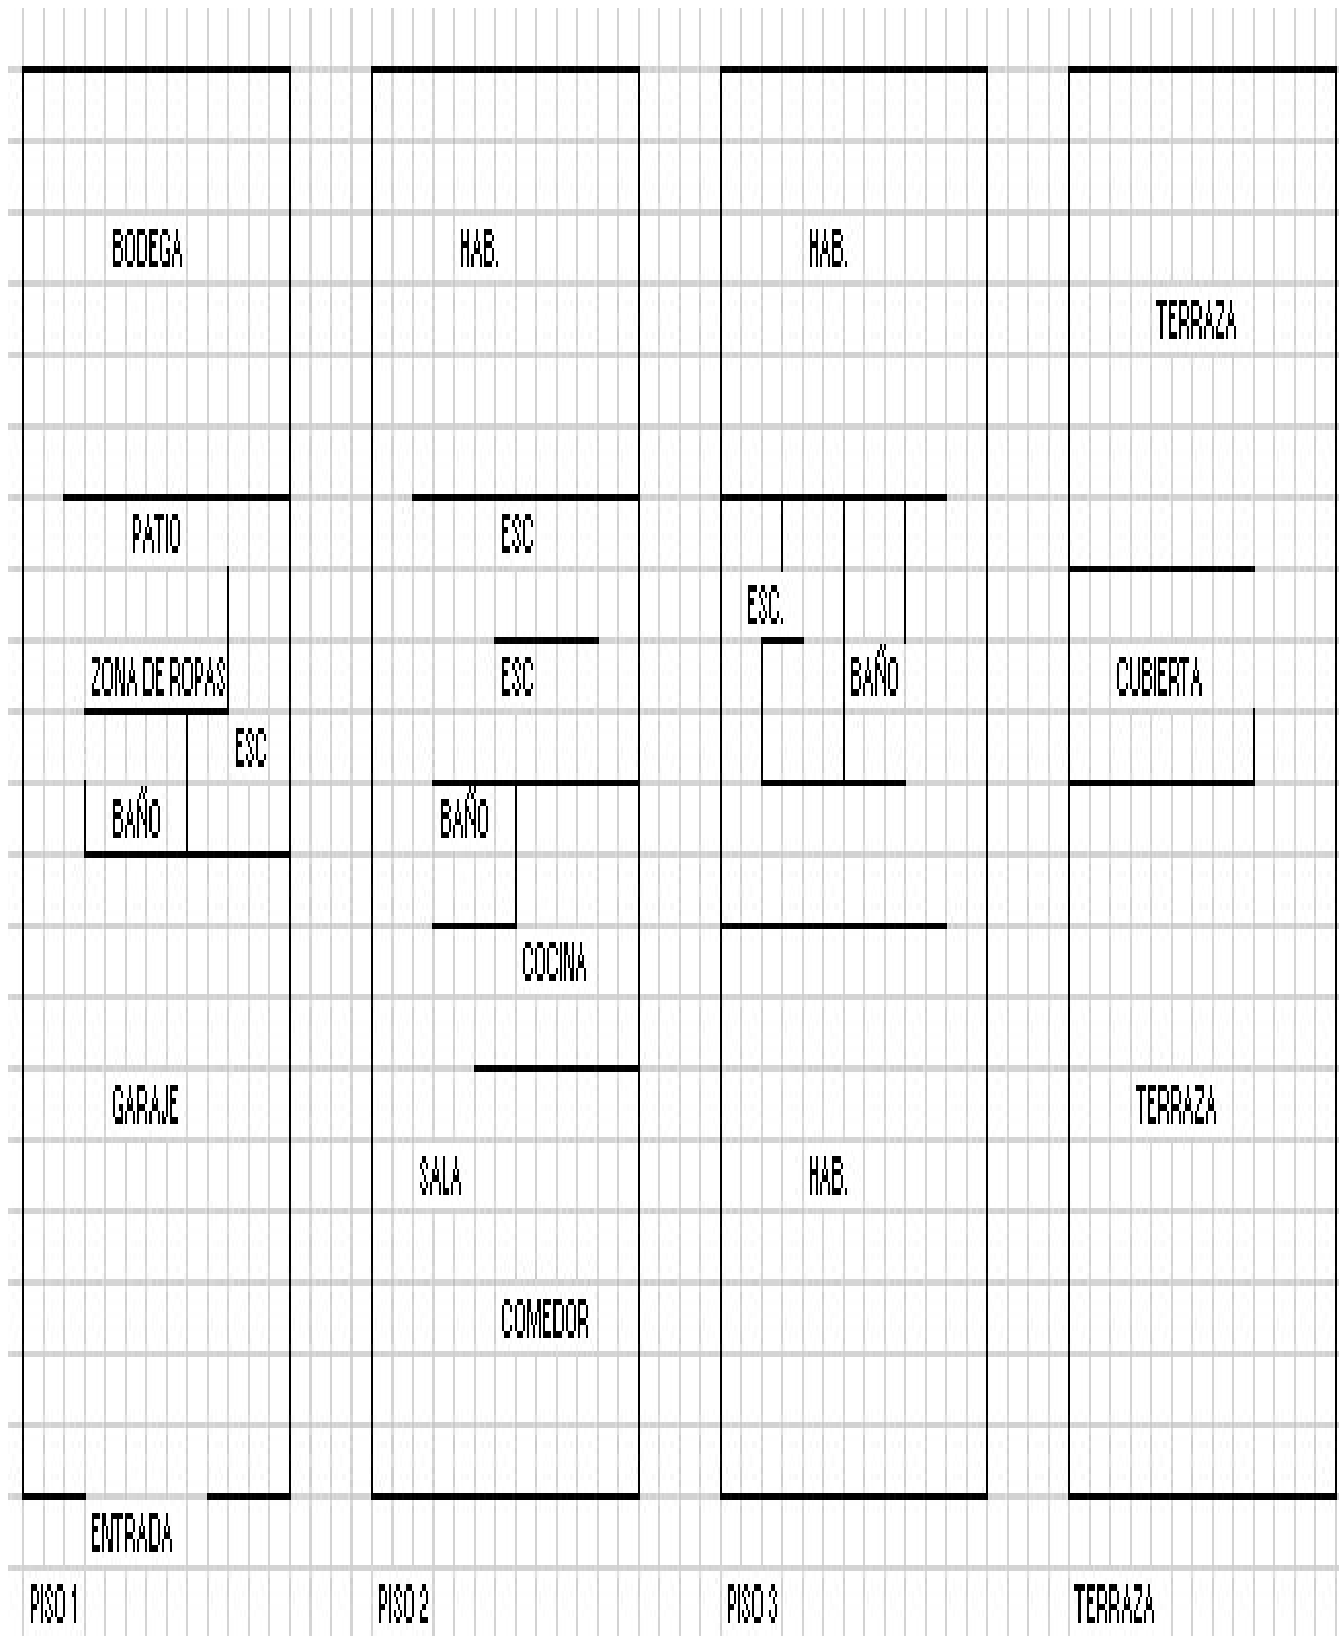 BODEGA
HAB.
HAB.
TERRAZA
PATIO
ESC
ESC.
ZONA DE ROPAS
ESC
BAÑO
CUBIERTA
ESC
BAÑO
BAÑO
COCINA
GARAJE
TERRAZA
SALA
HAB.
COMEDOR
ENTRADA
PISO 1
PISO 2
PISO 3
TERRAZA